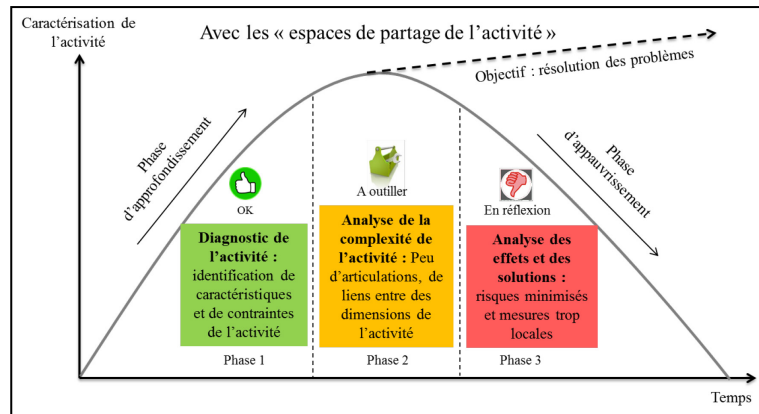 Caractérisation de
l'activité
Avec les « espaces de partage de l'activité »
Objectif : résolution des problèmes
Phase
d'approfondissement
Phase
d'appauvrissement
OK
A outiller
En réflexion
Diagnostic de
l'activité :
identification de
caractéristiques
et de contraintes
de l'activité
Analyse de la
complexité de
l'activité : Peu
d'articulations, de
liens entre des
dimensions de
l'activité
Analyse des
effets et des
solutions :
risques minimisés
et mesures trop
locales
Phase 1
Phase 2
Phase 3
Temps